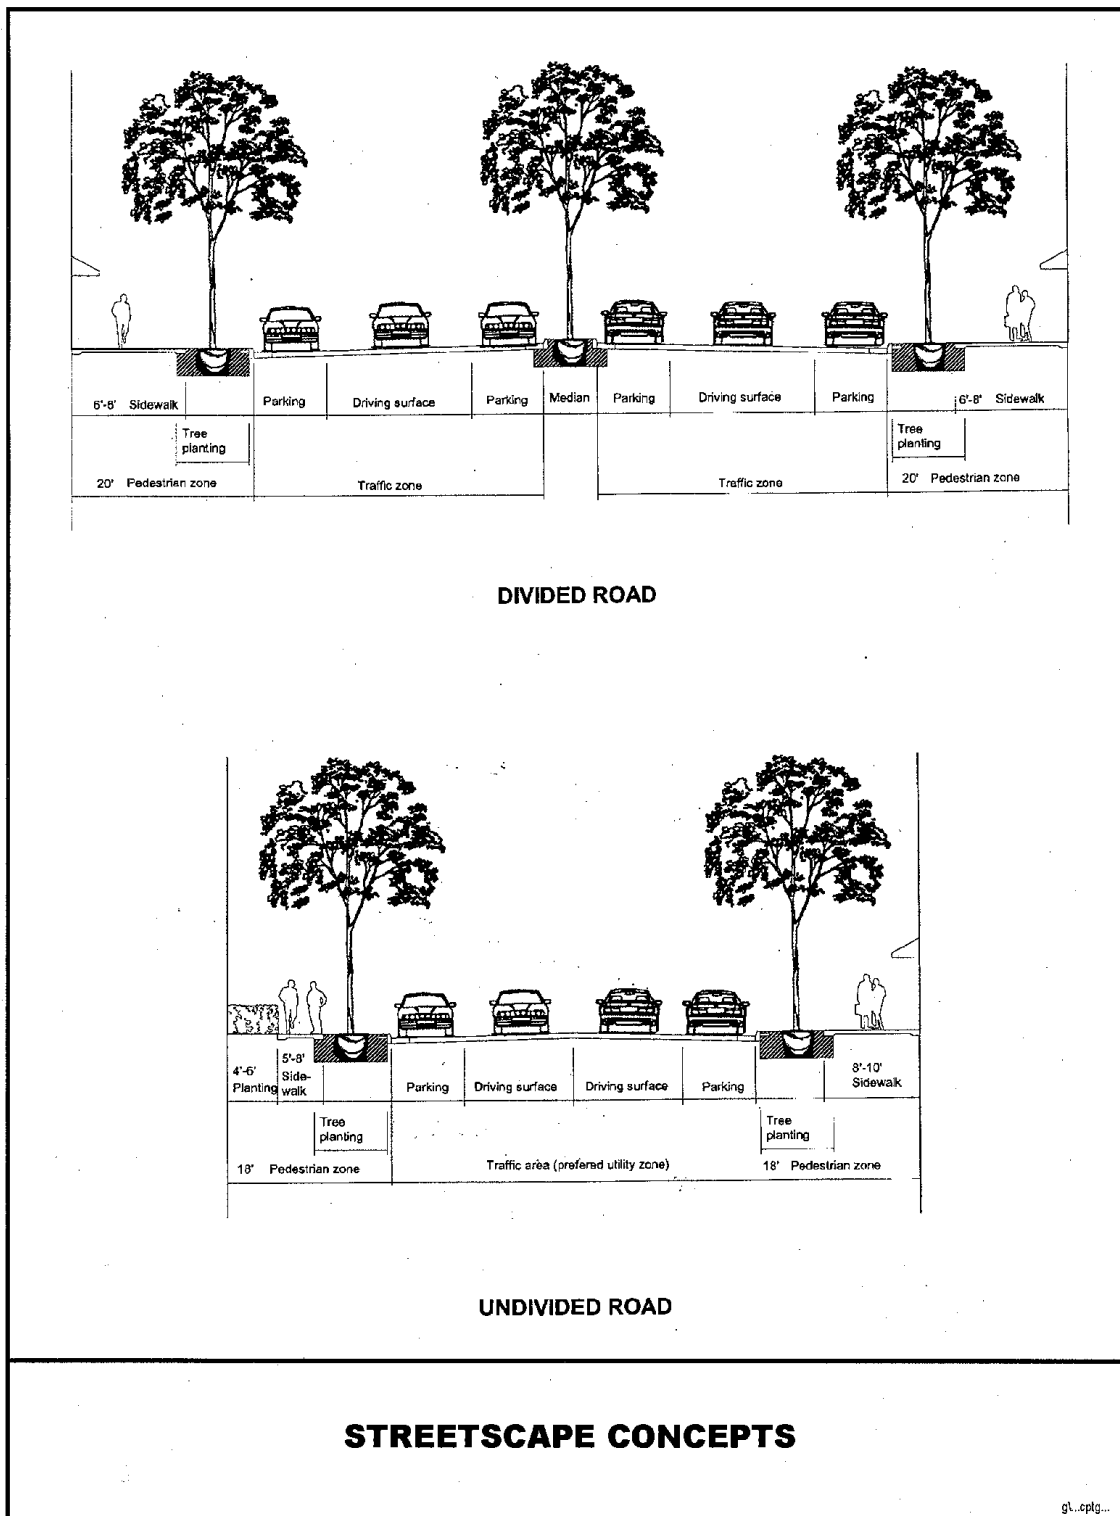 6'-8' Sidewalk
Parking
Driving surface
Parking
Median
Parking
Driving surface
Parking
6'-8' Sidewalk
Tree
planting
Tree
planting
20' Pedestrian zone
Traffic zone
Traffic zone
20' Pedestrian zone
DIVIDED ROAD
4'-6'
Planting
5'-8'
Side-
walk
Parking
Driving surface
Driving surface
Parking
8'-10'
Sidewalk
Tree
planting
Tree
planting
18' Pedestrian zone
Traffic area (prefered utility zone)
18' Pedestrian zone
UNDIVIDED ROAD
STREETSCAPE CONCEPTS